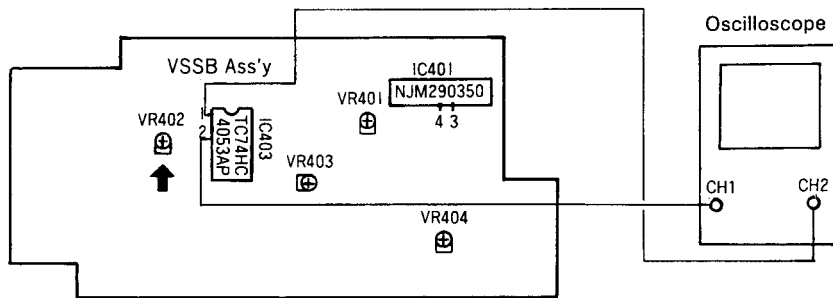 Oscilloscope
VSSB Ass'y
IC401
NJM290350
4 3
VR401
VR402
1
2
TC74HC
4053AP
IC403
VR403
VR404
CH1
CH2